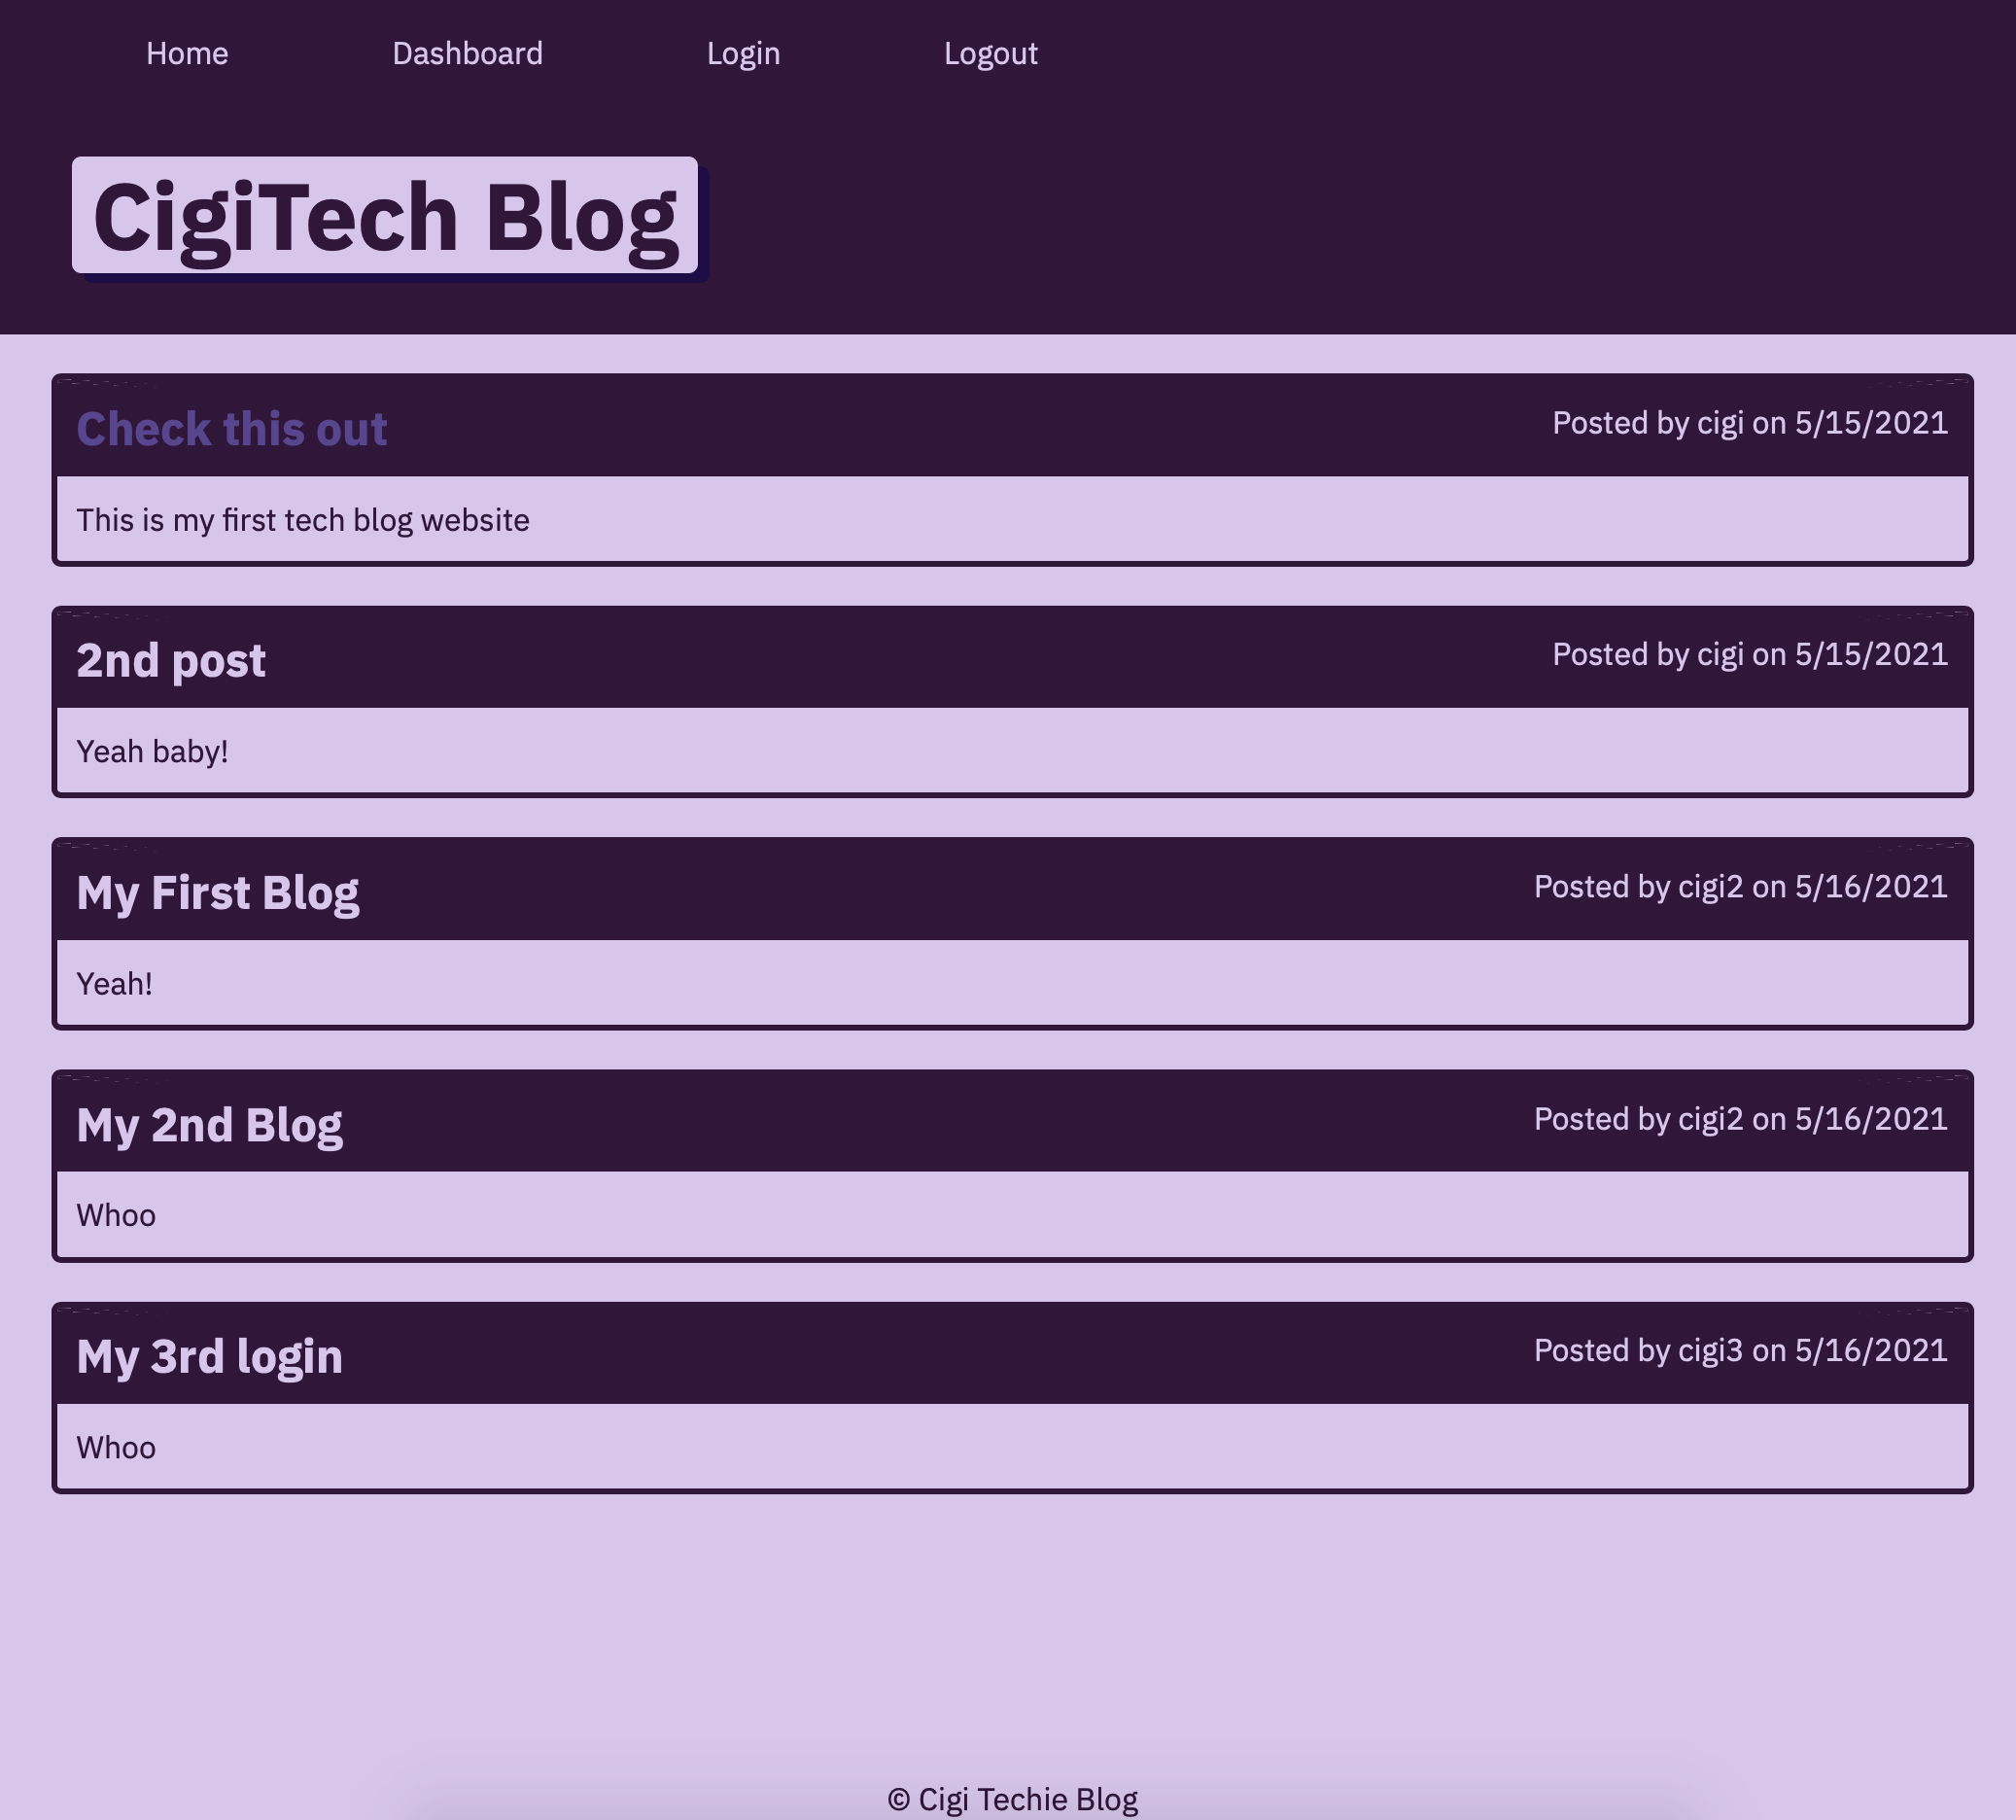 Home Dashboard Login Logout
CigiTech Blog
Check this out Posted by cigi on 5/15/2021
This is my first tech blog website
2nd post Posted by cigi on 5/15/2021
Yeah baby!
My First Blog Posted by cigi2 on 5/16/2021
Yeah!
My 2nd Blog Posted by cigi2 on 5/16/2021
Whoo
My 3rd login Posted by cigi3 on 5/16/2021
Whoo
© Cigi Techie Blog